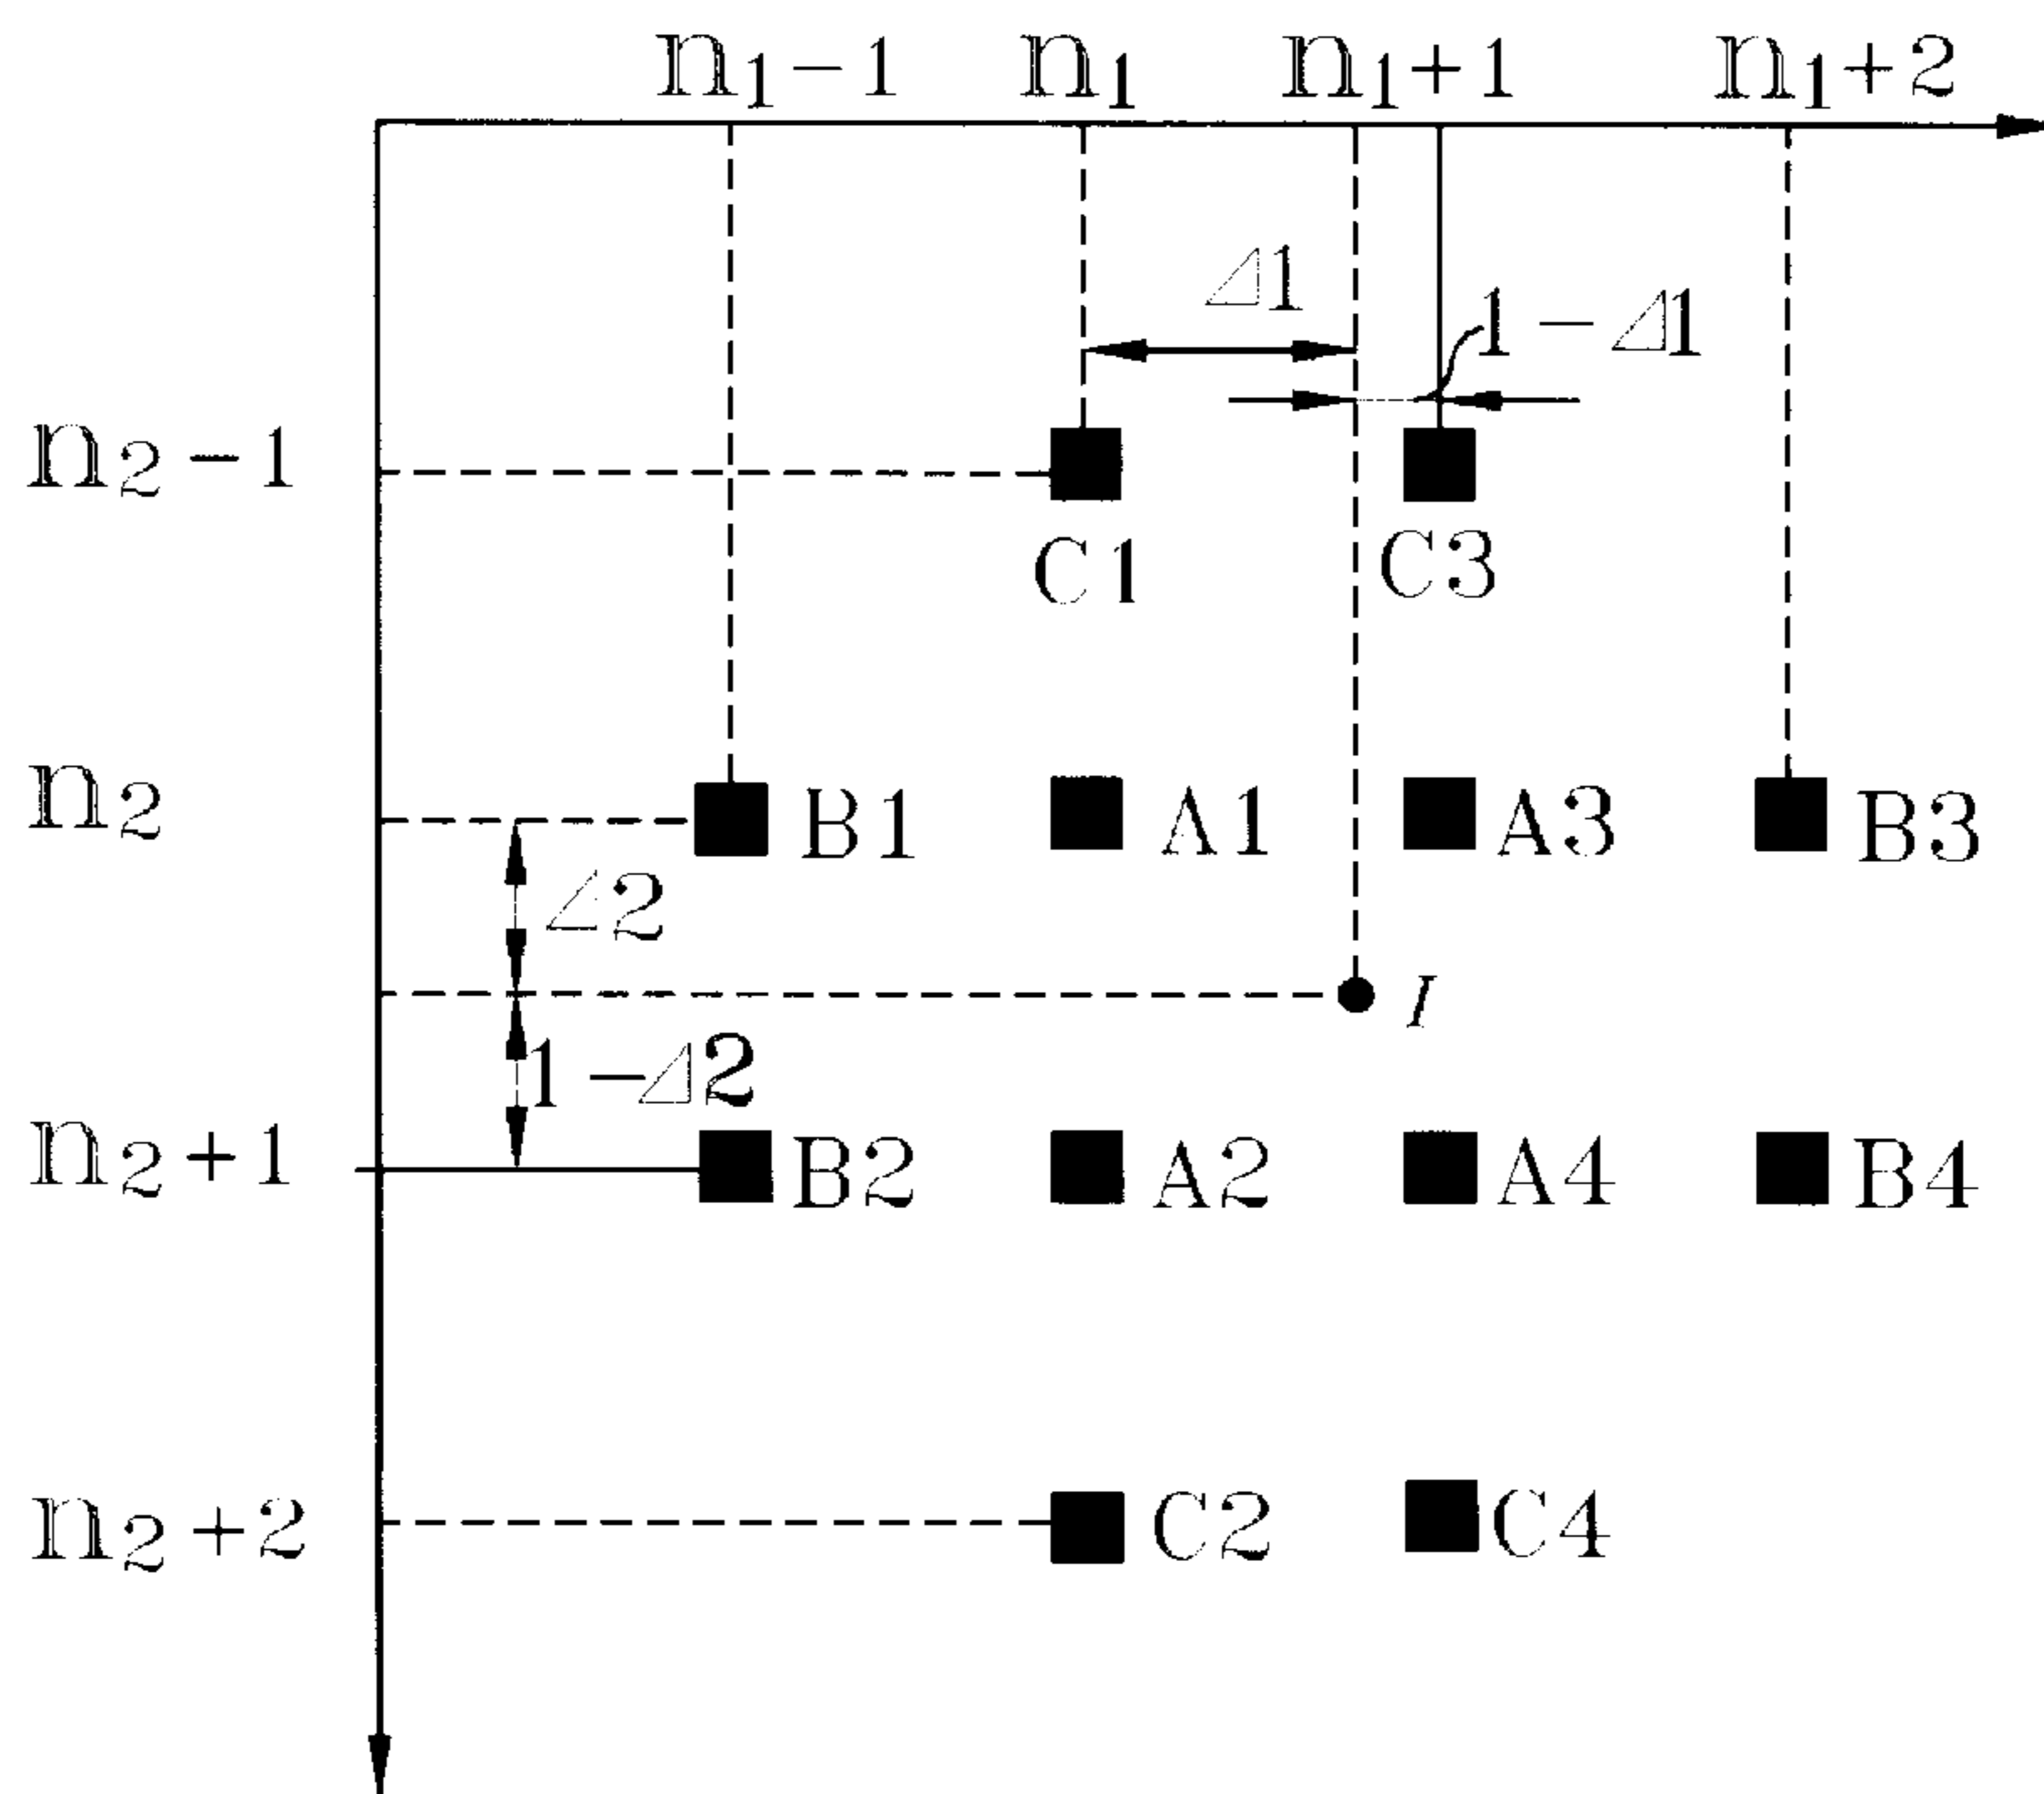 n₁-1 n₁ n₁+1 n₁+2
Δ1
1-Δ1
n₂-1
C1 C3
n₂ B1 A1 A3 B3
Δ2
I
1-Δ2
n₂+1 B2 A2 A4 B4
n₂+2 C2 C4